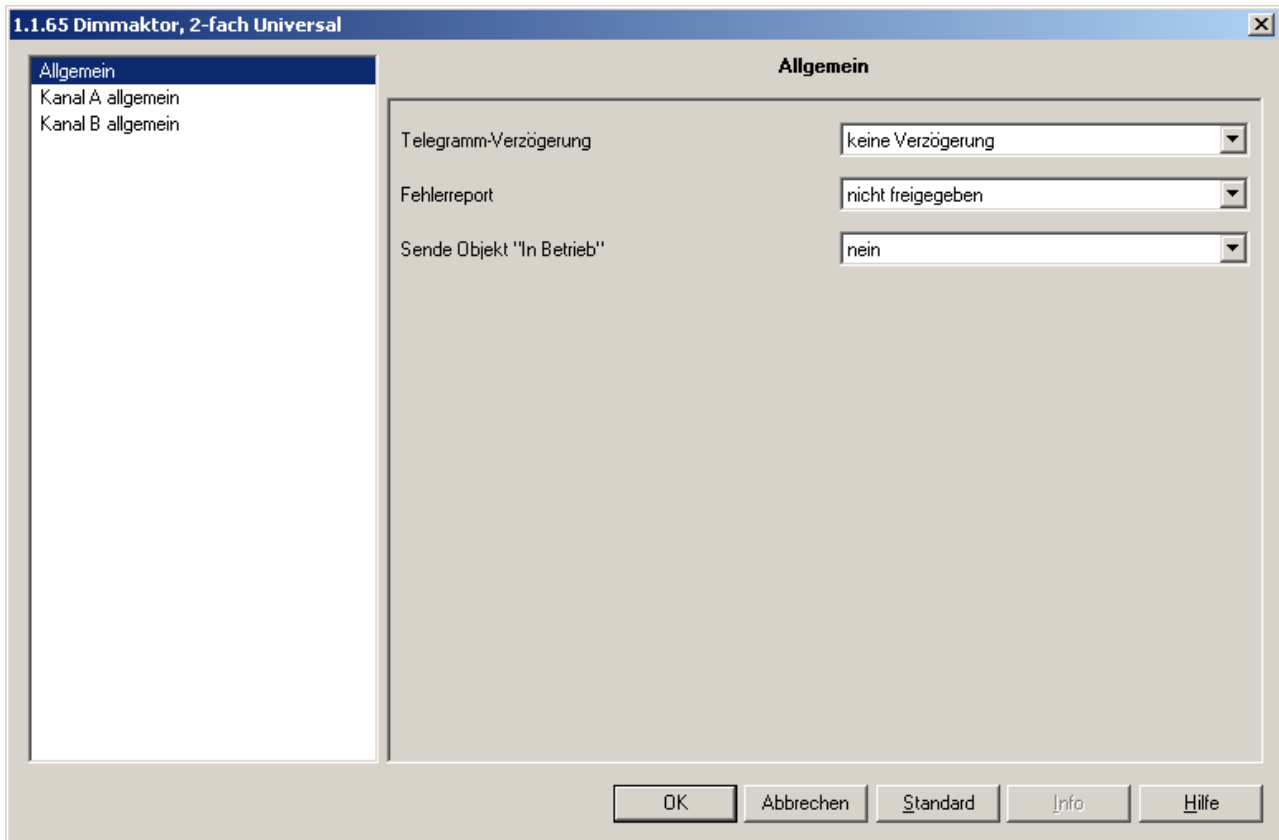 1.1.65 Dimmaktor, 2-fach Universal
Allgemein
Kanal A allgemein
Kanal B allgemein
Allgemein
Telegramm-Verzögerung keine Verzögerung
Fehlerreport nicht freigegeben
Sende Objekt "In Betrieb" nein
OK Abbrechen Standard Info Hilfe